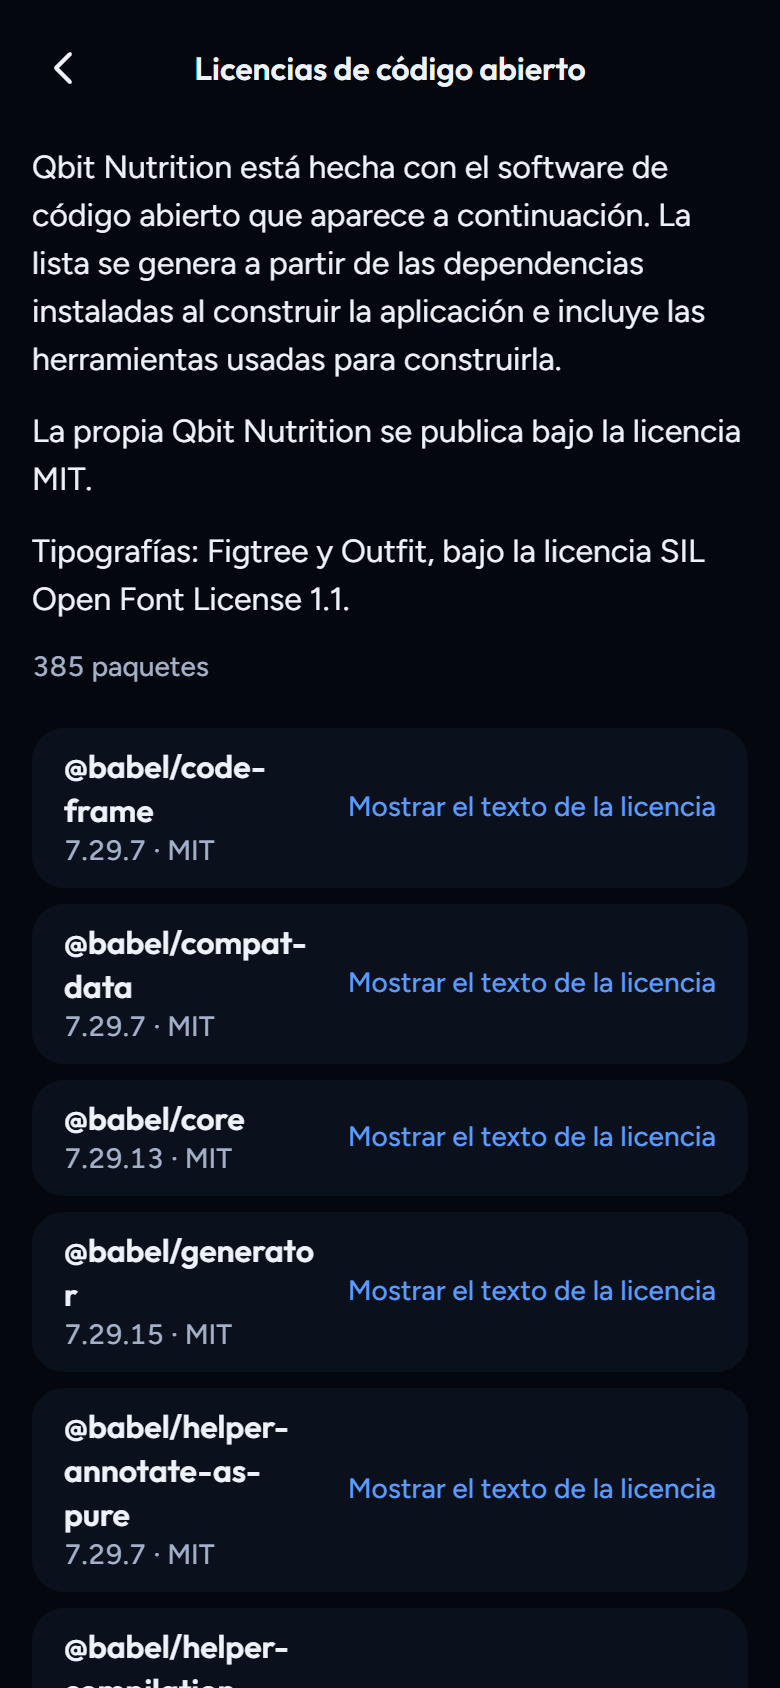 Licencias de código abierto
Qbit Nutrition está hecha con el software de
código abierto que aparece a continuación. La
lista se genera a partir de las dependencias
instaladas al construir la aplicación e incluye las
herramientas usadas para construirla.
La propia Qbit Nutrition se publica bajo la licencia
MIT.
Tipografías: Figtree y Outfit, bajo la licencia SIL
Open Font License 1.1.
385 paquetes
@babel/code-
frame
7.29.7 · MIT
Mostrar el texto de la licencia
@babel/compat-
data
7.29.7 · MIT
Mostrar el texto de la licencia
@babel/core
7.29.13 · MIT
Mostrar el texto de la licencia
@babel/generato
r
7.29.15 · MIT
Mostrar el texto de la licencia
@babel/helper-
annotate-as-
pure
7.29.7 · MIT
Mostrar el texto de la licencia
@babel/helper-
compilation